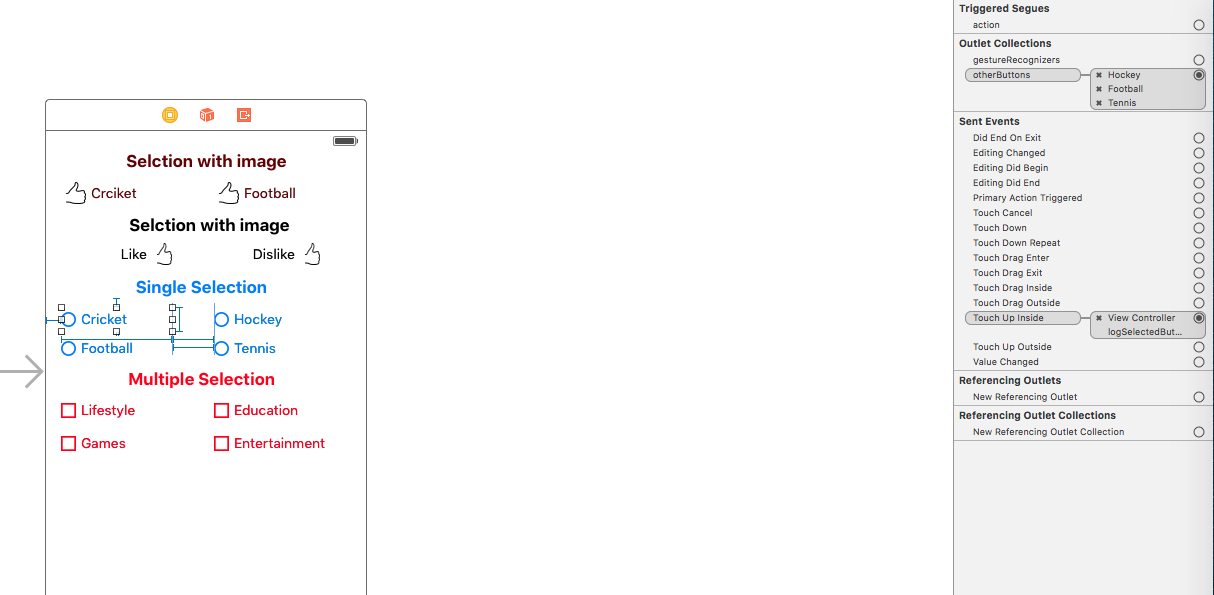 Selction with image
Crciket Football
Selction with image
Like Dislike
Single Selection
Cricket Hockey
Football Tennis
Multiple Selection
Lifestyle Education
Games Entertainment
Triggered Segues
action
Outlet Collections
gestureRecognizers
otherButtons Hockey
Football
Tennis
Sent Events
Did End On Exit
Editing Changed
Editing Did Begin
Editing Did End
Primary Action Triggered
Touch Cancel
Touch Down
Touch Down Repeat
Touch Drag Enter
Touch Drag Exit
Touch Drag Inside
Touch Drag Outside
Touch Up Inside View Controller
logSelectedBut...
Touch Up Outside
Value Changed
Referencing Outlets
New Referencing Outlet
Referencing Outlet Collections
New Referencing Outlet Collection